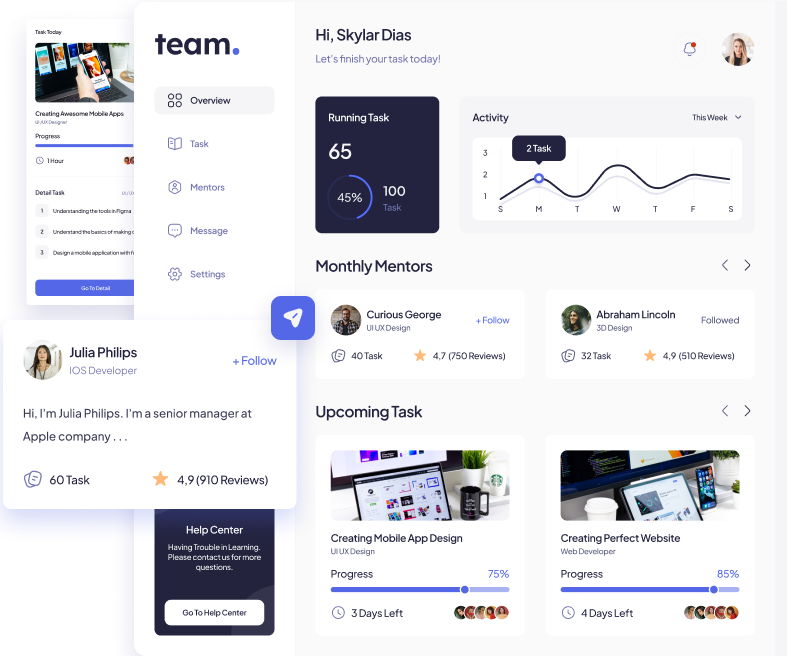 Task Today
Creating Awesome Mobile Apps
UI UX Designer
Progress
1 Hour
Detail Task
UI UX
1 Understanding the tools in Figma
2 Understand the basics of making
3 Design a mobile application with
Go To Detail
team.
Overview
Task
Mentors
Message
Settings
Julia Philips
IOS Developer
+ Follow
Hi, I'm Julia Philips. I'm a senior manager at
Apple company . . .
60 Task
4,9 (910 Reviews)
Help Center
Having Trouble in Learning.
Please contact us for more
questions.
Go To Help Center
Hi, Skylar Dias
Let's finish your task today!
Running Task
65
45%
100
Task
Activity
This Week
3
2
1
2 Task
S M T W T F S
Monthly Mentors
Curious George
UI UX Design
+ Follow
40 Task
4,7 (750 Reviews)
Abraham Lincoln
3D Design
Followed
32 Task
4,9 (510 Reviews)
Upcoming Task
Creating Mobile App Design
UI UX Design
Progress 75%
3 Days Left
Creating Perfect Website
Web Developer
Progress 85%
4 Days Left